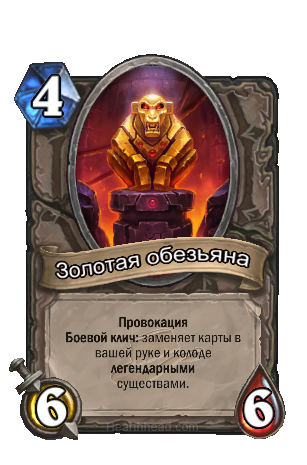 4
Золотая обезьяна
Провокация
Боевой клич: заменяет карты в
вашей руке и колоде
легендарными
существами.
6
6